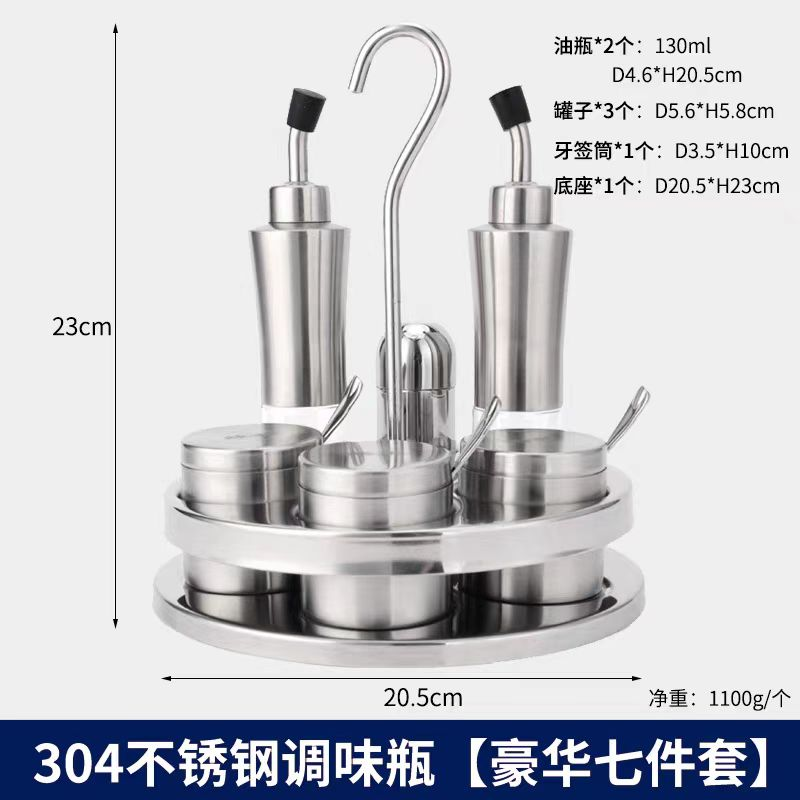 油瓶*2个：130ml
D4.6*H20.5cm
罐子*3个：D5.6*H5.8cm
牙签筒*1个：D3.5*H10cm
底座*1个：D20.5*H23cm
23cm
20.5cm
净重：1100g/个
304不锈钢调味瓶【豪华七件套】